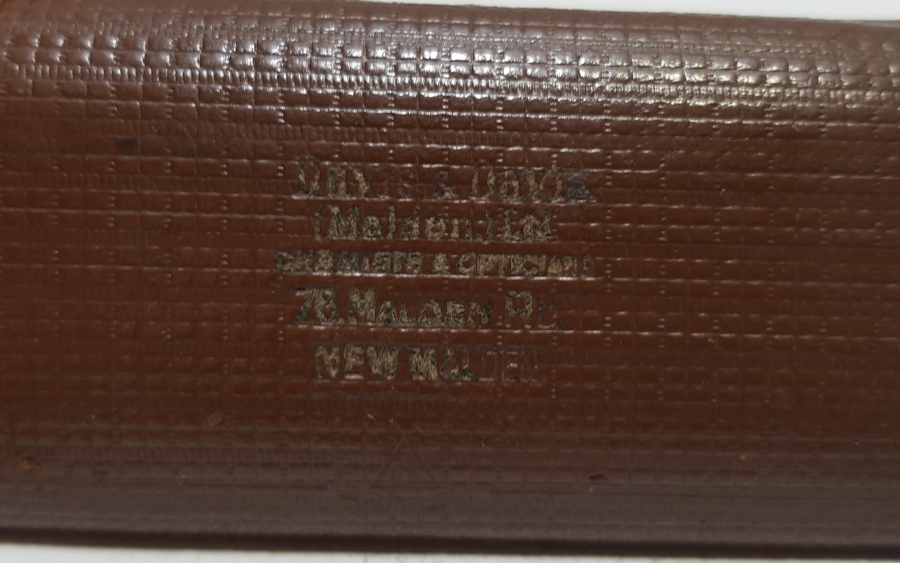 Davis & Davis
(Malden) Ltd
CHEMISTS & OPTICIANS
78, MALDEN RD.
NEW MALDEN